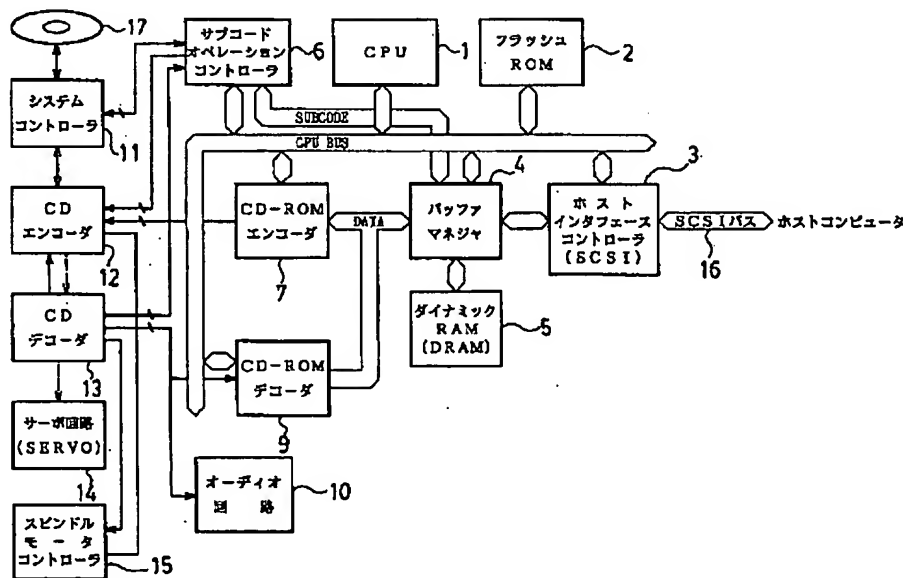 17
サブコード
オペレーション
コントローラ
6
CPU
1
フラッシュ
ROM
2
システム
コントローラ
11
SUBCODE
CPU BUS
CD
エンコーダ
12
CD-ROM
エンコーダ
7
DATA
バッファ
マネジャ
4
ホスト
インタフェース
コントローラ
(SCSI)
3
SCSIバス
16
ホストコンピュータ
CD
デコーダ
13
ダイナミック
RAM
(DRAM)
5
CD-ROM
デコーダ
9
サーボ回路
(SERVO)
14
オーディオ
回路
10
スピンドル
モータ
コントローラ
15